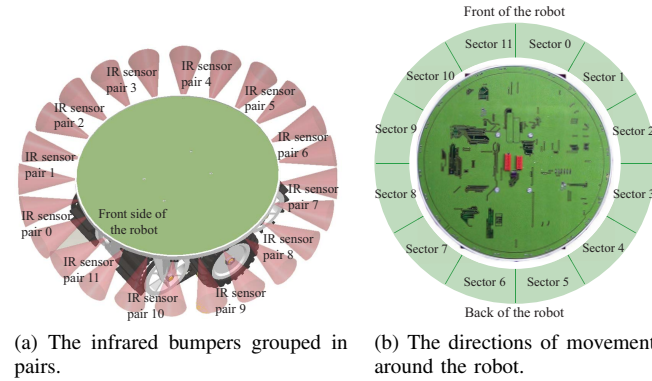 IR sensor
pair 3
IR sensor
pair 4
IR sensor
pair 2
IR sensor
pair 5
IR sensor
pair 1
IR sensor
pair 6
IR sensor
pair 0
IR sensor
pair 7
Front side of
the robot
IR sensor
pair 11
IR sensor
pair 8
IR sensor
pair 10
IR sensor
pair 9
(a) The infrared bumpers grouped in
pairs.
Front of the robot
Sector 11
Sector 0
Sector 10
Sector 1
Sector 9
Sector 2
Sector 8
Sector 3
Sector 7
Sector 4
Sector 6
Sector 5
Back of the robot
(b) The directions of movement
around the robot.